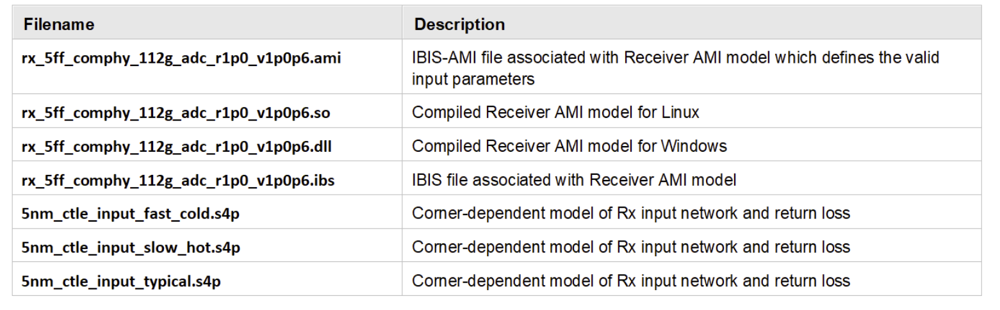 Filename Description
rx_5ff_comphy_112g_adc_r1p0_v1p0p6.ami IBIS-AMI file associated with Receiver AMI model which defines the valid
input parameters
rx_5ff_comphy_112g_adc_r1p0_v1p0p6.so Compiled Receiver AMI model for Linux
rx_5ff_comphy_112g_adc_r1p0_v1p0p6.dll Compiled Receiver AMI model for Windows
rx_5ff_comphy_112g_adc_r1p0_v1p0p6.ibs IBIS file associated with Receiver AMI model
5nm_ctle_input_fast_cold.s4p Corner-dependent model of Rx input network and return loss
5nm_ctle_input_slow_hot.s4p Corner-dependent model of Rx input network and return loss
5nm_ctle_input_typical.s4p Corner-dependent model of Rx input network and return loss